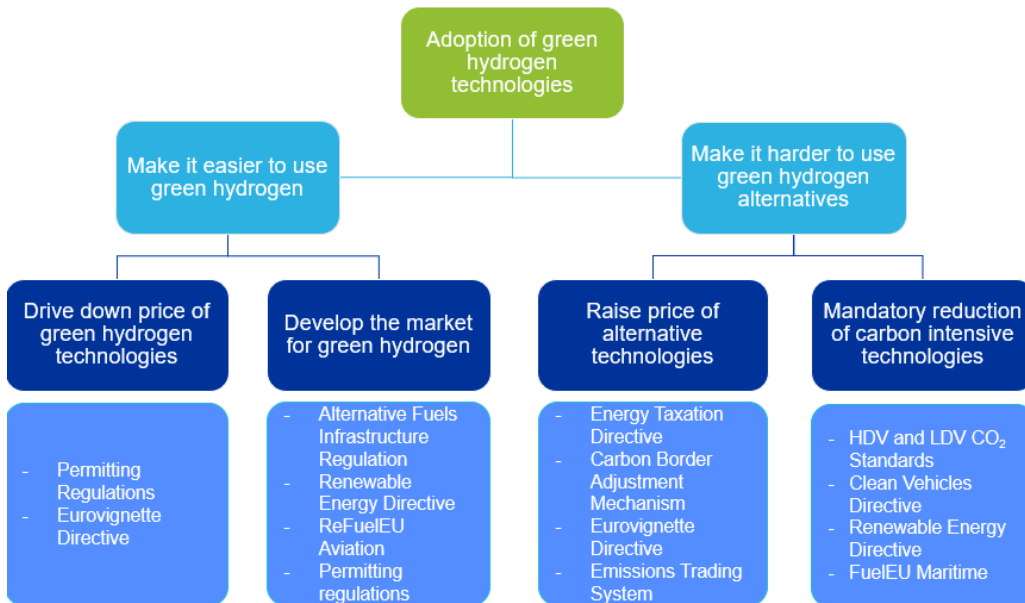 Adoption of green
hydrogen
technologies
Make it easier to use
green hydrogen
Make it harder to use
green hydrogen
alternatives
Drive down price of
green hydrogen
technologies
Develop the market
for green hydrogen
Raise price of
alternative
technologies
Mandatory reduction
of carbon intensive
technologies
- Permitting
Regulations
- Eurovignette
Directive
- Alternative Fuels
Infrastructure
Regulation
- Renewable
Energy Directive
- ReFuelEU
Aviation
- Permitting
regulations
- Energy Taxation
Directive
- Carbon Border
Adjustment
Mechanism
- Eurovignette
Directive
- Emissions Trading
System
- HDV and LDV CO₂
Standards
- Clean Vehicles
Directive
- Renewable Energy
Directive
- FuelEU Maritime